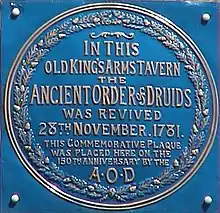 IN THIS
OLD KING'S ARMS TAVERN
THE
ANCIENT ORDER of DRUIDS
WAS REVIVED
28TH NOVEMBER. 1781.
THIS COMMEMORATIVE PLAQUE
WAS PLACED HERE ON THE
150TH ANNIVERSARY BY THE
A·O·D